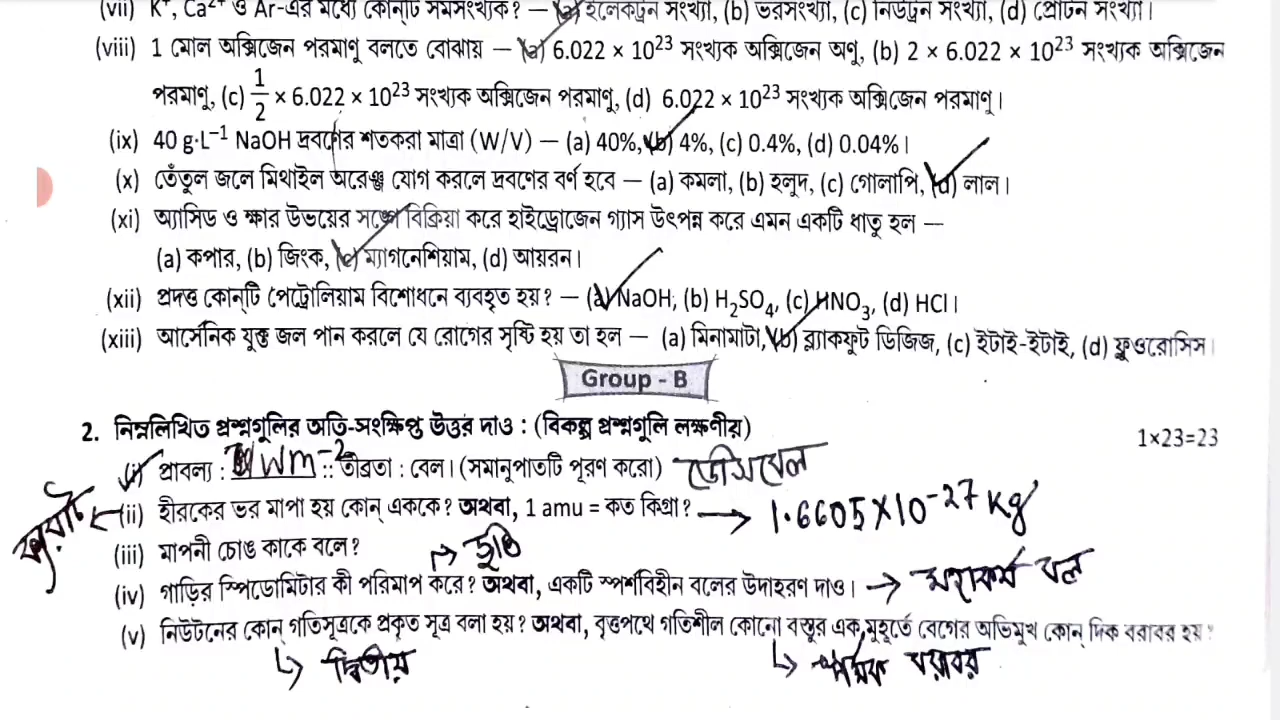 (vii) K⁺, Ca²⁺ ও Ar-এর মধ্যে কোন্‌টি সমসংখ্যক? — (a) ইলেকট্রন সংখ্যা, (b) ভরসংখ্যা, (c) নিউট্রন সংখ্যা, (d) প্রোটন সংখ্যা।
(viii) 1 মোল অক্সিজেন পরমাণু বলতে বোঝায় — (a) 6.022 × 10²³ সংখ্যক অক্সিজেন অণু, (b) 2 × 6.022 × 10²³ সংখ্যক অক্সিজেন
পরমাণু, (c) 1/2 × 6.022 × 10²³ সংখ্যক অক্সিজেন পরমাণু, (d) 6.022 × 10²³ সংখ্যক অক্সিজেন পরমাণু।
(ix) 40 g·L⁻¹ NaOH দ্রবণের শতকরা মাত্রা (W/V) — (a) 40%, (b) 4%, (c) 0.4%, (d) 0.04%।
(x) তেঁতুল জলে মিথাইল অরেঞ্জ যোগ করলে দ্রবণের বর্ণ হবে — (a) কমলা, (b) হলুদ, (c) গোলাপি, (d) লাল।
(xi) অ্যাসিড ও ক্ষার উভয়ের সঙ্গে বিক্রিয়া করে হাইড্রোজেন গ্যাস উৎপন্ন করে এমন একটি ধাতু হল —
(a) কপার, (b) জিংক, (c) ম্যাগনেশিয়াম, (d) আয়রন।
(xii) প্রদত্ত কোন্‌টি পেট্রোলিয়াম বিশোধনে ব্যবহৃত হয়? — (a) NaOH, (b) H₂SO₄, (c) HNO₃, (d) HCl।
(xiii) আর্সেনিক যুক্ত জল পান করলে যে রোগের সৃষ্টি হয় তা হল — (a) মিনামাটা, (b) ব্ল্যাকফুট ডিজিজ, (c) ইটাই-ইটাই, (d) ফ্লুওরোসিস।
Group - B
2. নিম্নলিখিত প্রশ্নগুলির অতি-সংক্ষিপ্ত উত্তর দাও : (বিকল্প প্রশ্নগুলি লক্ষণীয়) 1×23=23
(i) প্রাবল্য : Wm⁻² :: তীব্রতা : বেল। (সমানুপাতটি পূরণ করো) ডেসিবেল
(ii) হীরকের ভর মাপা হয় কোন্ এককে? অথবা, 1 amu = কত কিগ্রা? → 1.6605×10⁻²⁷ kg
ক্যারাট
(iii) মাপনী চোঙ কাকে বলে?
→ দ্রুতি
(iv) গাড়ির স্পিডোমিটার কী পরিমাপ করে? অথবা, একটি স্পর্শবিহীন বলের উদাহরণ দাও। → মহাকর্ষ বল
(v) নিউটনের কোন্ গতিসূত্রকে প্রকৃত সূত্র বলা হয়? অথবা, বৃত্তপথে গতিশীল কোনো বস্তুর এক মুহূর্তে বেগের অভিমুখ কোন্ দিক বরাবর হয়?
↳ দ্বিতীয় ↳ স্পর্শক বরাবর